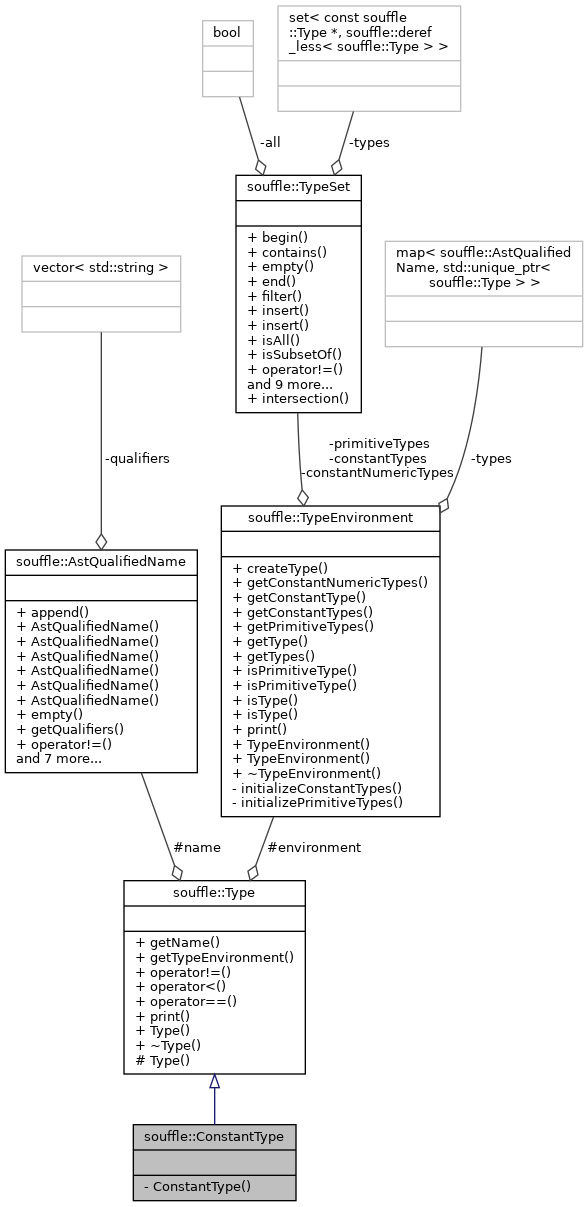 bool
set< const souffle
::Type *, souffle::deref
_less< souffle::Type > >
-all
-types
souffle::TypeSet
+ begin()
+ contains()
+ empty()
+ end()
+ filter()
+ insert()
+ insert()
+ isAll()
+ isSubsetOf()
+ operator!=()
and 9 more...
+ intersection()
vector< std::string >
map< souffle::AstQualified
Name, std::unique_ptr<
souffle::Type > >
-qualifiers
-primitiveTypes
-constantTypes
-constantNumericTypes
-types
souffle::AstQualifiedName
+ append()
+ AstQualifiedName()
+ AstQualifiedName()
+ AstQualifiedName()
+ AstQualifiedName()
+ AstQualifiedName()
+ AstQualifiedName()
+ empty()
+ getQualifiers()
+ operator!=()
and 7 more...
souffle::TypeEnvironment
+ createType()
+ getConstantNumericTypes()
+ getConstantType()
+ getConstantTypes()
+ getPrimitiveTypes()
+ getType()
+ getTypes()
+ isPrimitiveType()
+ isPrimitiveType()
+ isType()
+ isType()
+ print()
+ TypeEnvironment()
+ TypeEnvironment()
+ ~TypeEnvironment()
- initializeConstantTypes()
- initializePrimitiveTypes()
#name
#environment
souffle::Type
+ getName()
+ getTypeEnvironment()
+ operator!=()
+ operator<()
+ operator==()
+ print()
+ Type()
+ ~Type()
# Type()
souffle::ConstantType
- ConstantType()